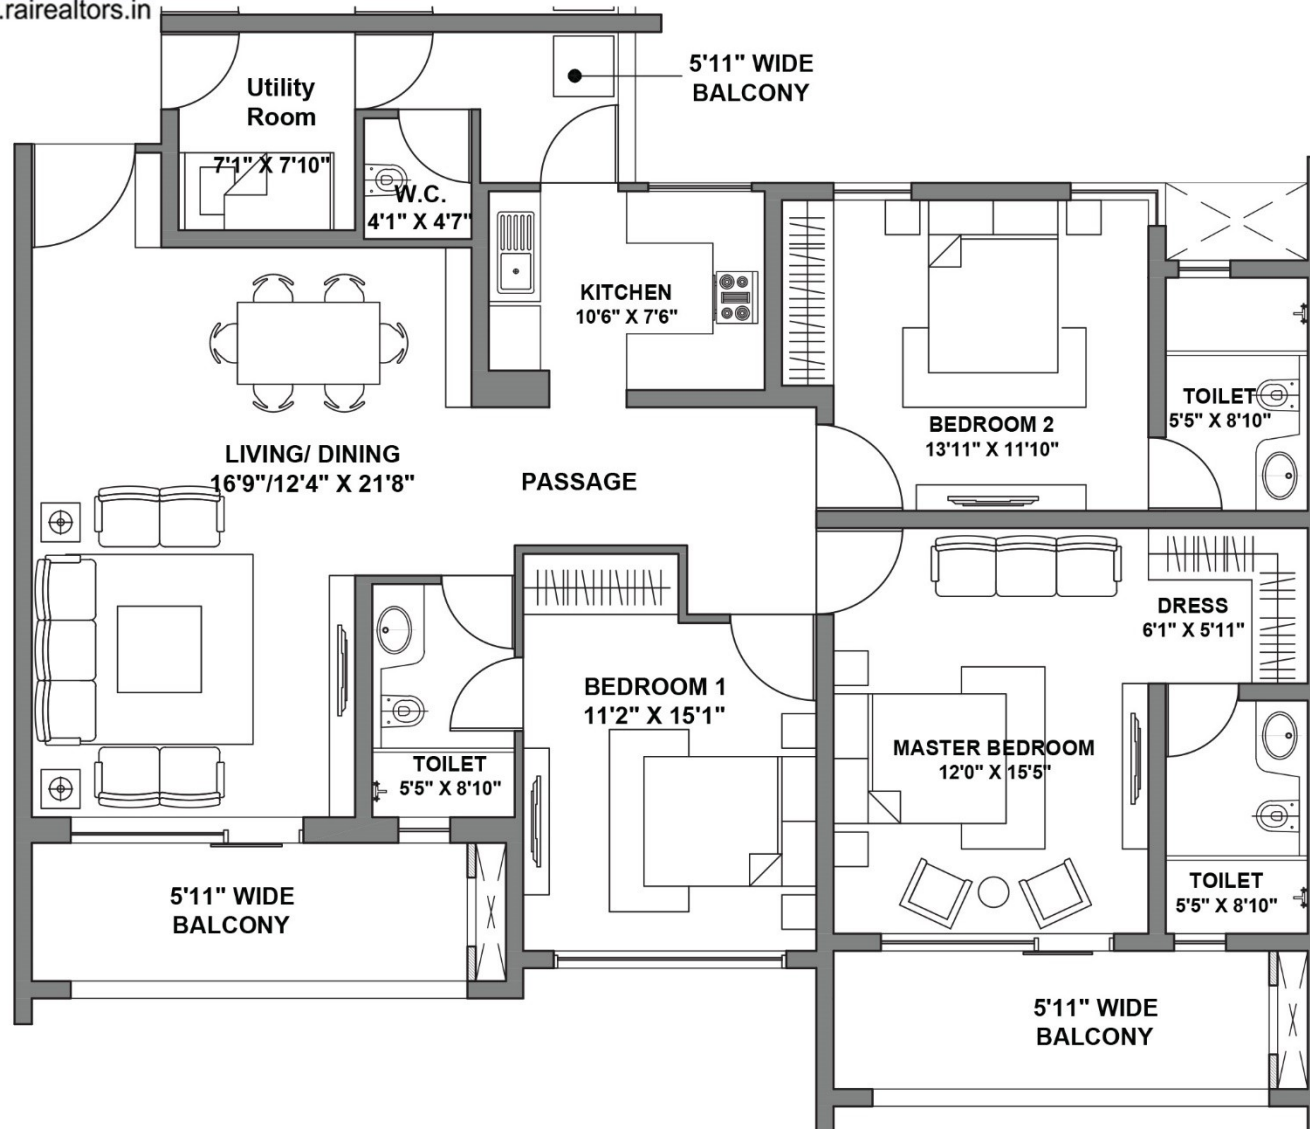 .rairealtors.in
5'11" WIDE
BALCONY
Utility
Room
7'1" X 7'10"
W.C.
4'1" X 4'7"
KITCHEN
10'6" X 7'6"
TOILET
5'5" X 8'10"
BEDROOM 2
13'11" X 11'10"
LIVING/ DINING
16'9"/12'4" X 21'8"
PASSAGE
DRESS
6'1" X 5'11"
BEDROOM 1
11'2" X 15'1"
MASTER BEDROOM
12'0" X 15'5"
TOILET
5'5" X 8'10"
TOILET
5'5" X 8'10"
5'11" WIDE
BALCONY
5'11" WIDE
BALCONY